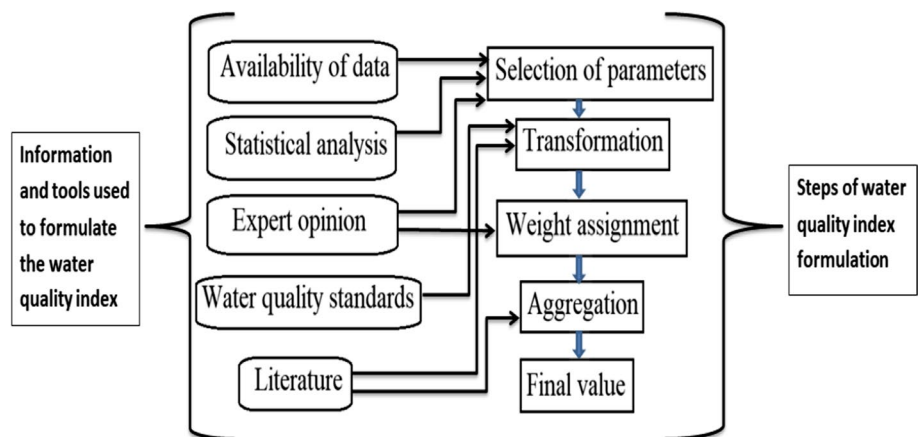 Information
and tools used
to formulate
the water
quality index
Availability of data
Statistical analysis
Expert opinion
Water quality standards
Literature
Selection of parameters
Transformation
Weight assignment
Aggregation
Final value
Steps of water
quality index
formulation